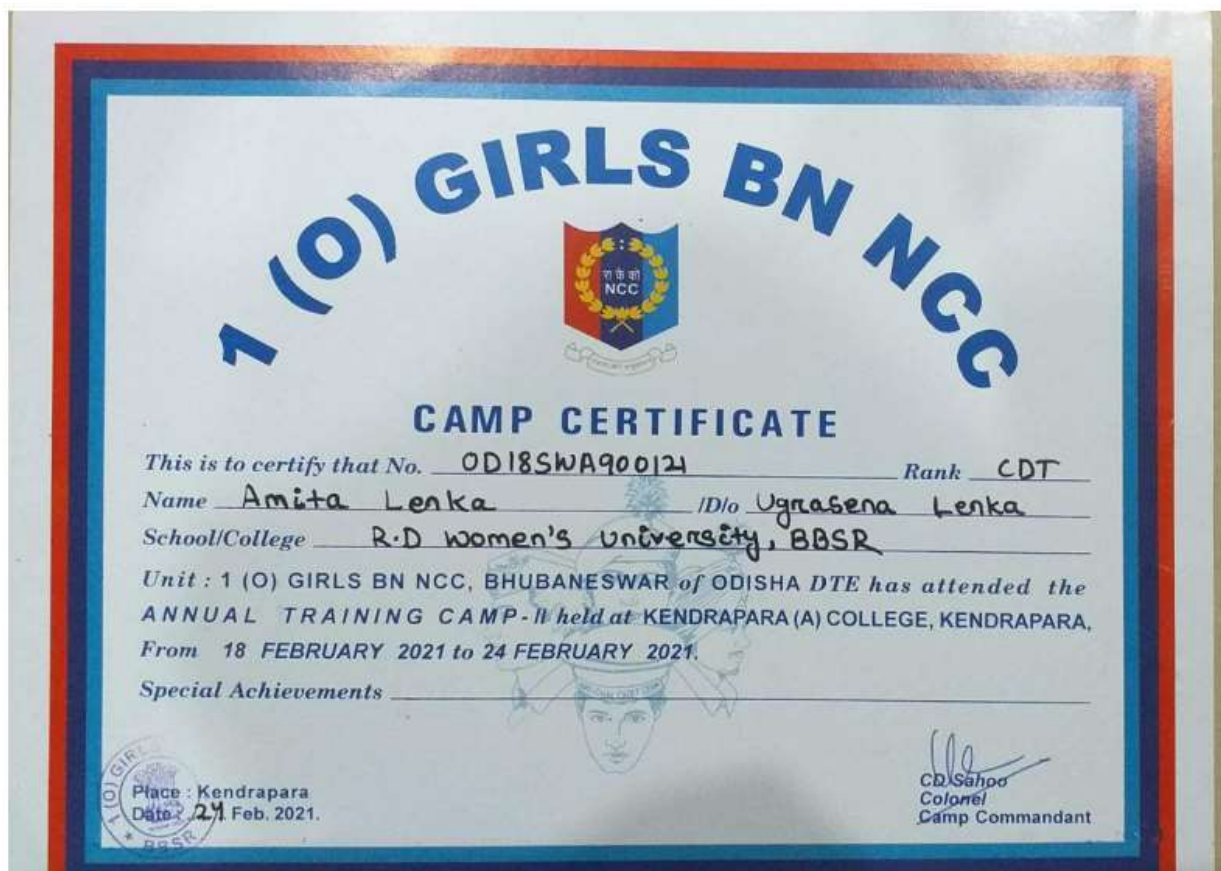 1 (O) GIRLS BN NCC
रा कै को
NCC
CAMP CERTIFICATE
This is to certify that No. OD18SWA900121 Rank CDT
Name Amita Lenka /D/o Ugrasena Lenka
School/College R.D women's university, BBSR
Unit : 1 (O) GIRLS BN NCC, BHUBANESWAR of ODISHA DTE has attended the
ANNUAL TRAINING CAMP-II held at KENDRAPARA (A) COLLEGE, KENDRAPARA,
From 18 FEBRUARY 2021 to 24 FEBRUARY 2021.
Special Achievements
Place : Kendrapara
Date : 24 Feb. 2021.
1 (O) GIRLS
BBSR
CD Sahoo
Colonel
Camp Commandant